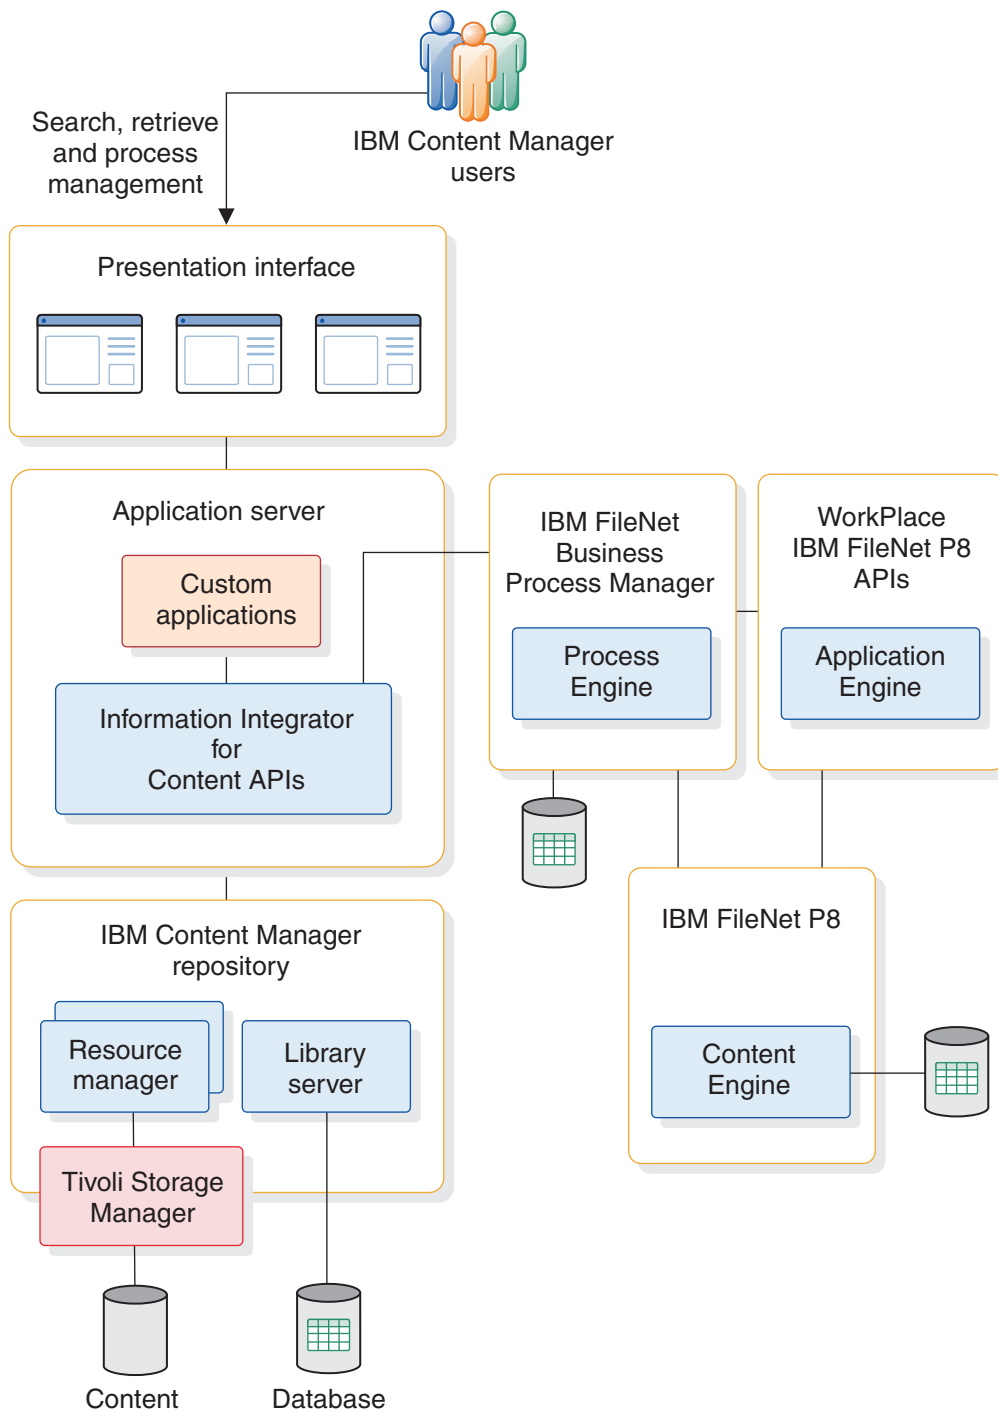 IBM Content Manager
users
Search, retrieve
and process
management
Presentation interface
Application server
Custom
applications
Information Integrator
for
Content APIs
IBM FileNet
Business
Process Manager
Process
Engine
WorkPlace
IBM FileNet P8
APIs
Application
Engine
IBM Content Manager
repository
Resource
manager
Library
server
Tivoli Storage
Manager
Content
Database
IBM FileNet P8
Content
Engine